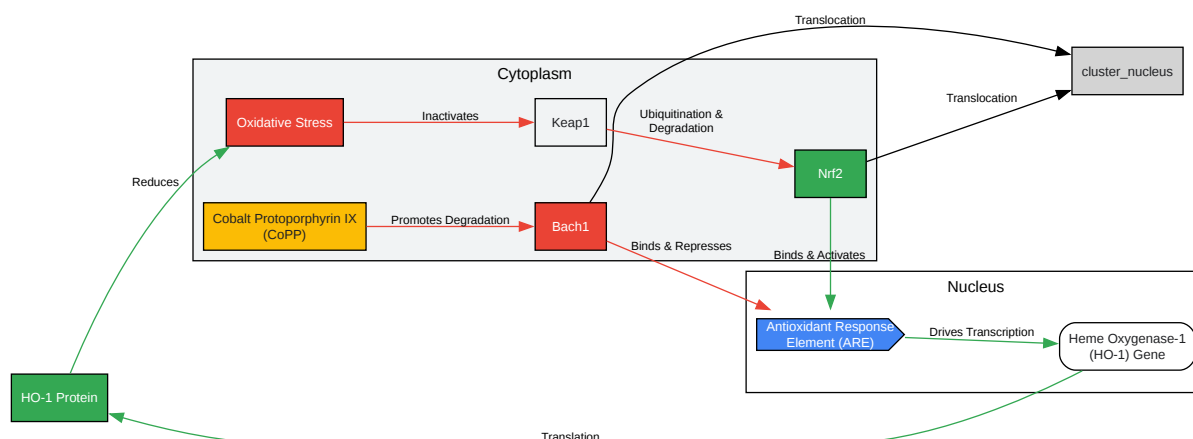 Translocation
Cytoplasm
cluster_nucleus
Oxidative Stress
Inactivates
Keap1
Ubiquitination &
Degradation
Translocation
Nrf2
Reduces
Cobalt Protoporphyrin IX
(CoPP)
Promotes Degradation
Bach1
Binds & Represses
Binds & Activates
Nucleus
Antioxidant Response
Element (ARE)
Drives Transcription
Heme Oxygenase-1
(HO-1) Gene
HO-1 Protein
Translation